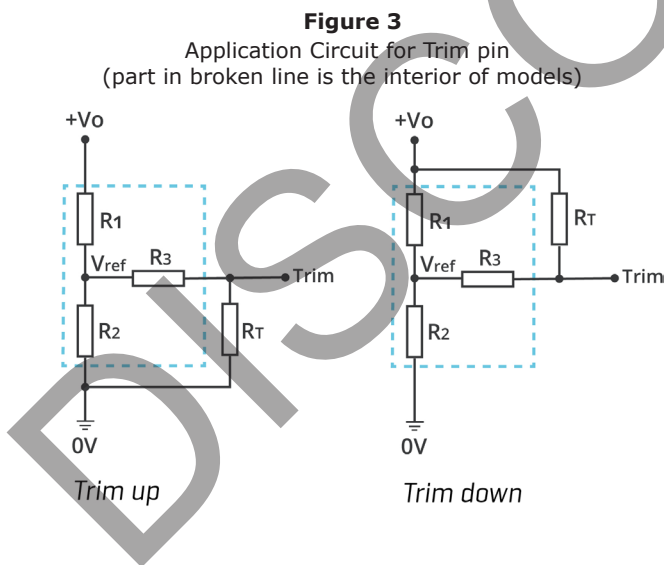 Figure 3
Application Circuit for Trim pin
(part in broken line is the interior of models)
+Vo
R1
Vref
R3
Trim
R2
RT
0V
Trim up
+Vo
R1
RT
Vref
R3
Trim
R2
0V
Trim down
DISCO